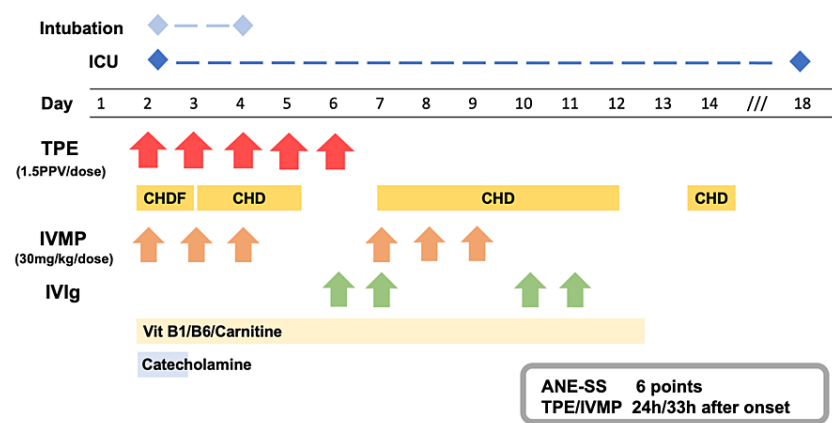 Intubation
ICU
Day 1 2 3 4 5 6 7 8 9 10 11 12 13 14 /// 18
TPE
(1.5PPV/dose)
CHDF CHD CHD CHD
IVMP
(30mg/kg/dose)
IVIg
Vit B1/B6/Carnitine
Catecholamine
ANE-SS 6 points
TPE/IVMP 24h/33h after onset